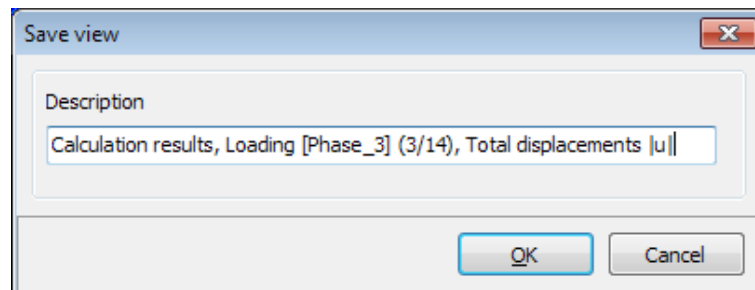 Save view
Description
Calculation results, Loading [Phase_3] (3/14), Total displacements |u|
OK
Cancel